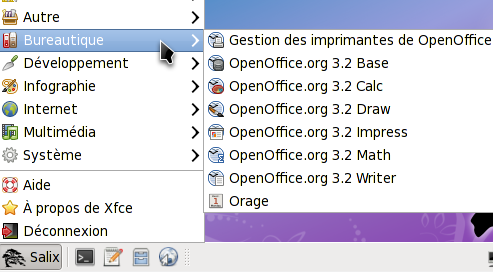 Autre
Bureautique
Développement
Infographie
Internet
Multimédia
Système
Aide
À propos de Xfce
Déconnexion
Salix
Gestion des imprimantes de OpenOffice
OpenOffice.org 3.2 Base
OpenOffice.org 3.2 Calc
OpenOffice.org 3.2 Draw
OpenOffice.org 3.2 Impress
OpenOffice.org 3.2 Math
OpenOffice.org 3.2 Writer
Orage